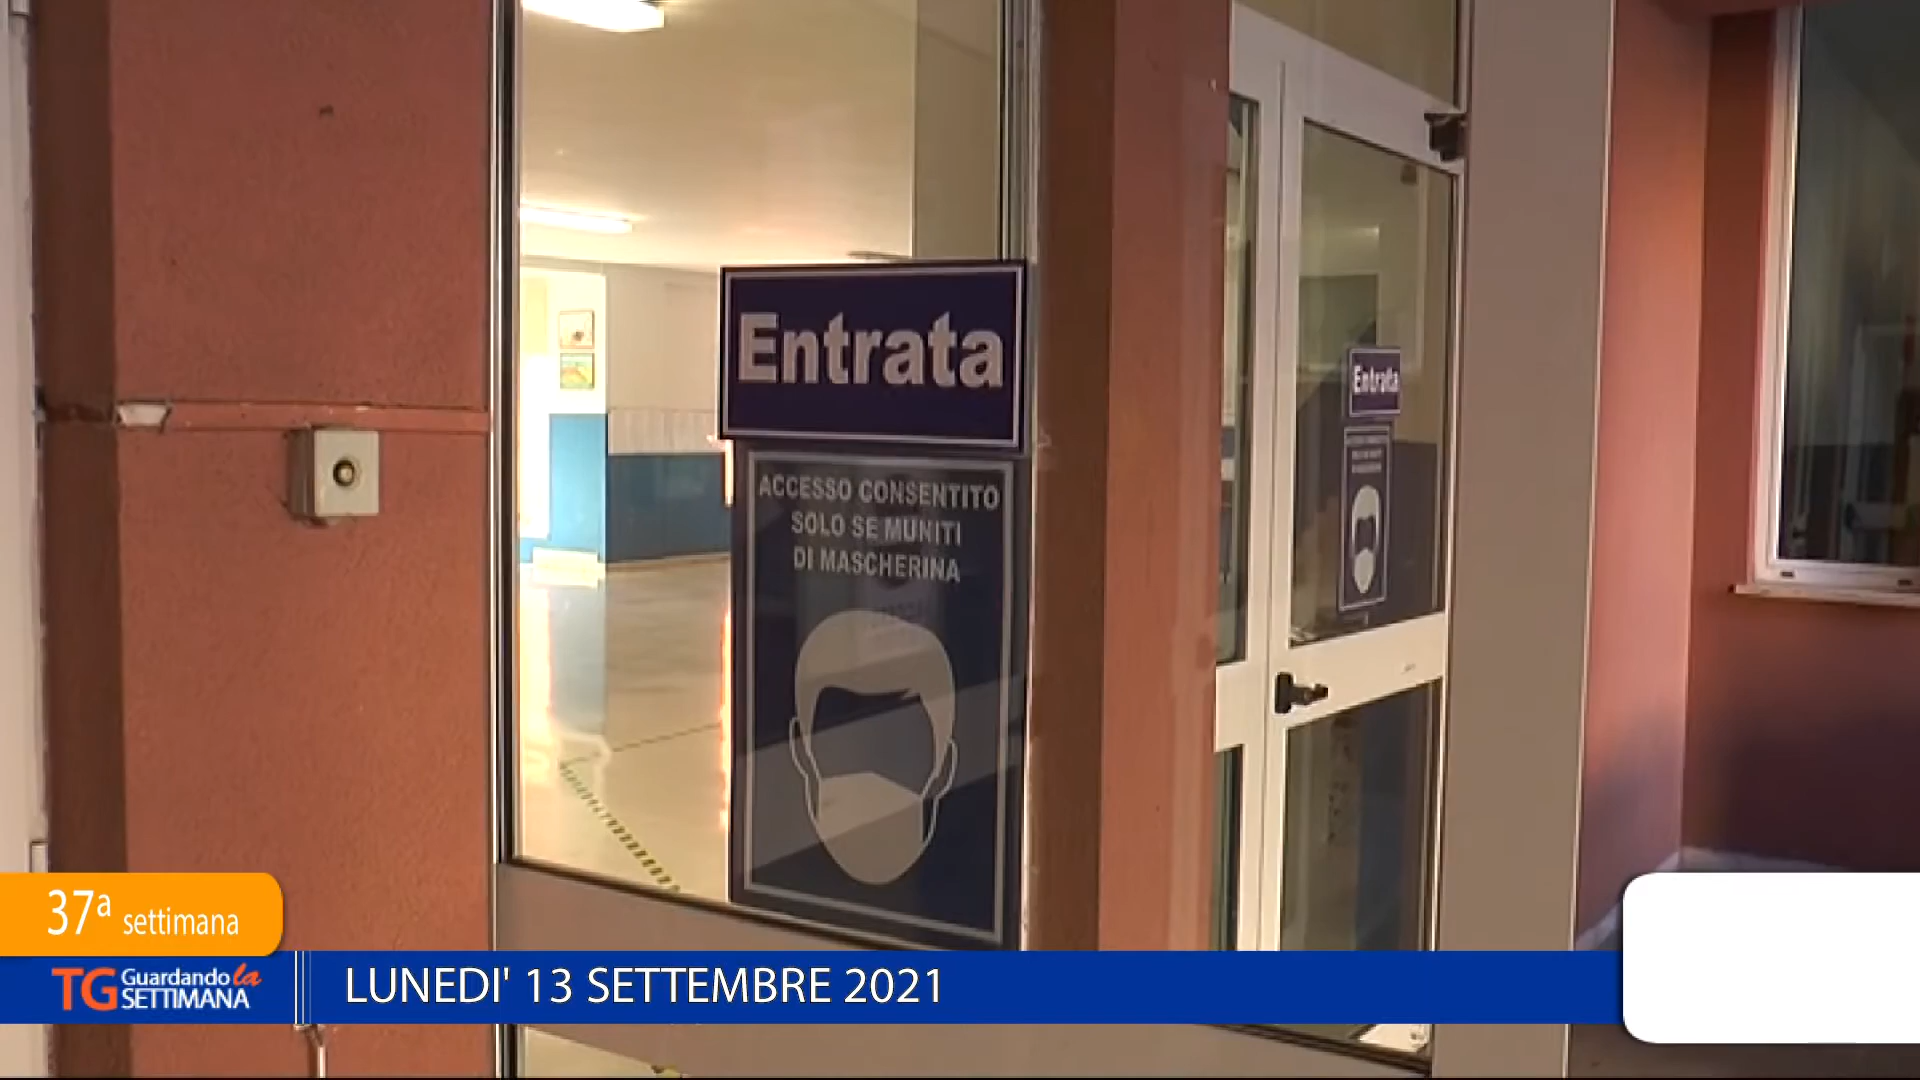 Entrata
ACCESSO CONSENTITO
SOLO SE MUNITI
DI MASCHERINA
Entrata
37ª settimana
TG Guardando la SETTIMANA
LUNEDI' 13 SETTEMBRE 2021